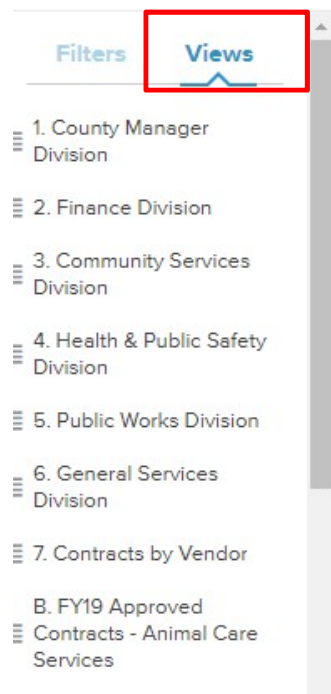 Filters Views
1. County Manager
Division
2. Finance Division
3. Community Services
Division
4. Health & Public Safety
Division
5. Public Works Division
6. General Services
Division
7. Contracts by Vendor
B. FY19 Approved
Contracts - Animal Care
Services